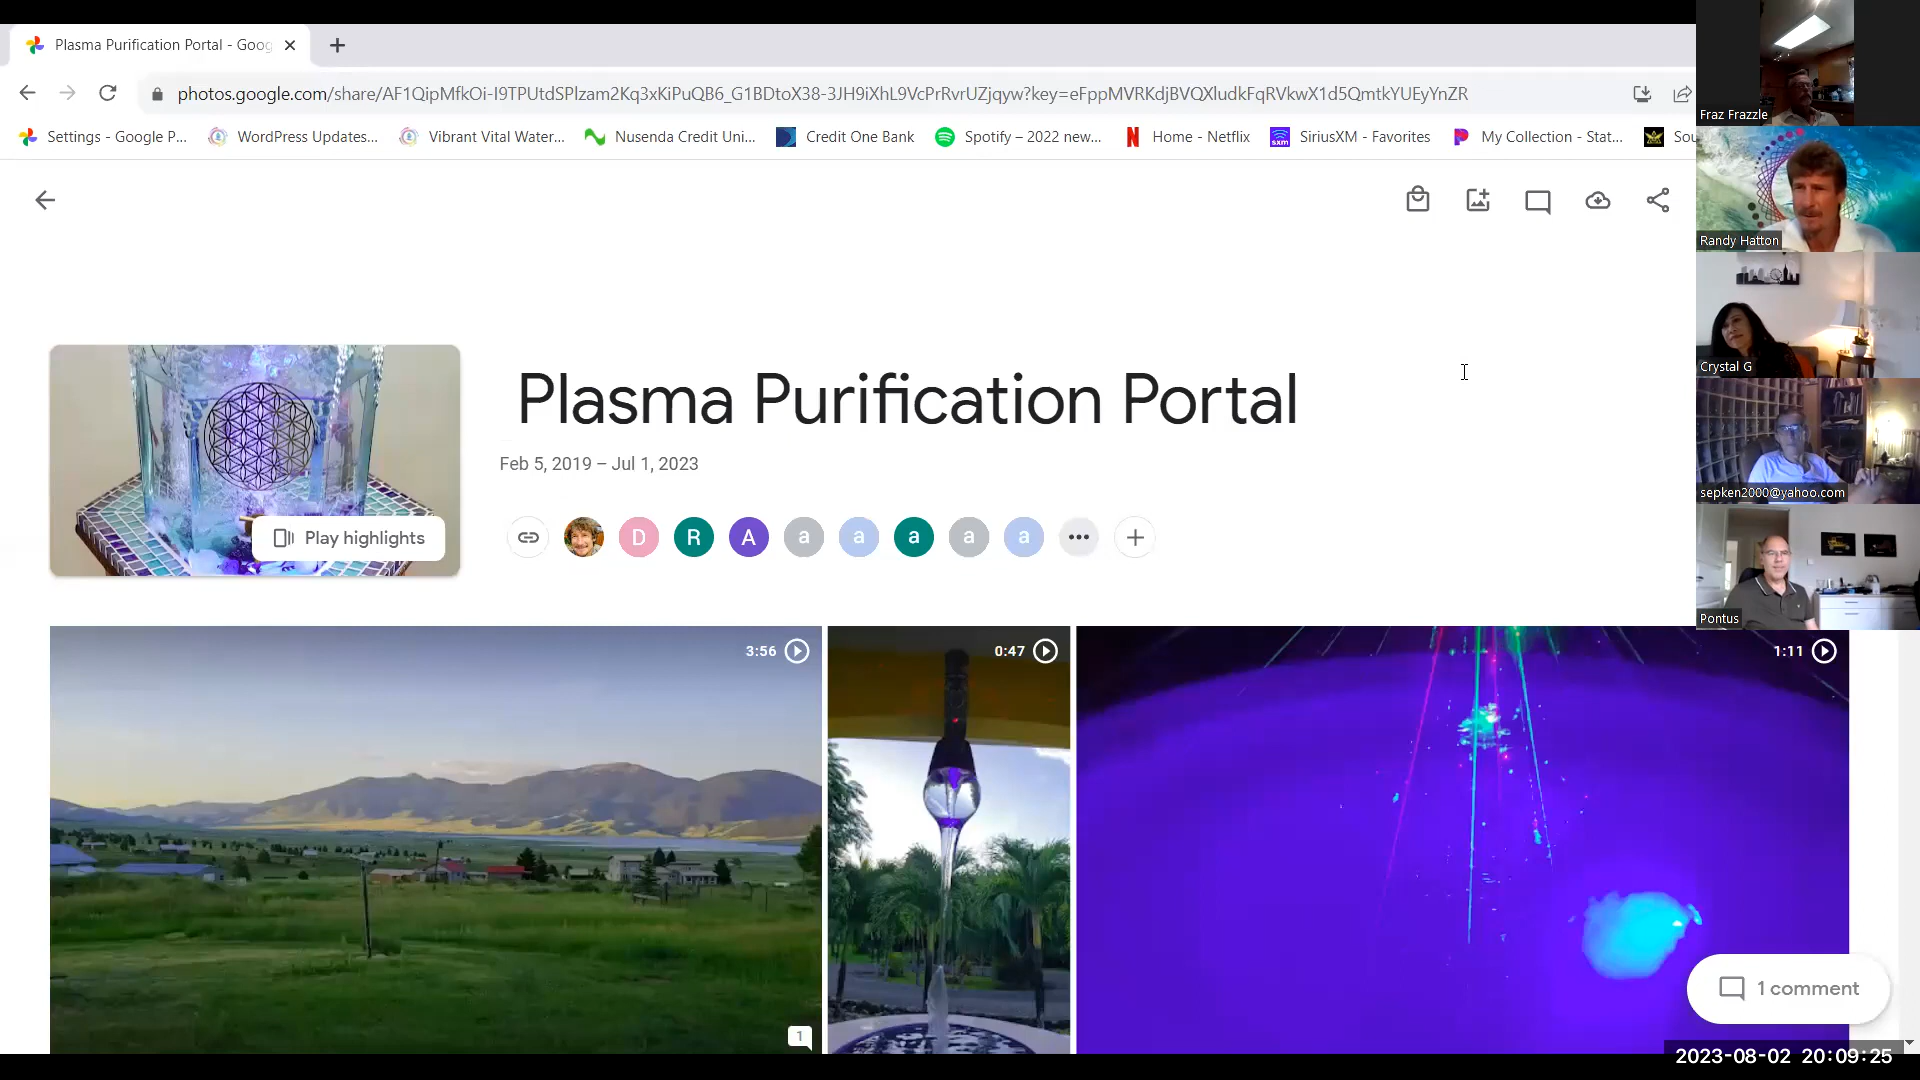 Plasma Purification Portal - Goog
photos.google.com/share/AF1QipMfkOi-I9TPUtdSPlzam2Kq3xKiPuQB6_G1BDtoX38-3JH9iXhL9VcPrRvrUZjqyw?key=eFppMVRKdjBVQXludkFqRVkwX1d5QmtkYUEyYnZR
Settings - Google P... WordPress Updates... Vibrant Vital Water... Nusenda Credit Uni... Credit One Bank Spotify – 2022 new... Home - Netflix SiriusXM - Favorites My Collection - Stat... Sou
Fraz Frazzle
Randy Hatton
Crystal G
sepken2000@yahoo.com
Pontus
Plasma Purification Portal
Feb 5, 2019 – Jul 1, 2023
Play highlights
D R A a a a a a
3:56
0:47
1:11
1
1 comment
2023-08-02 20:09:25